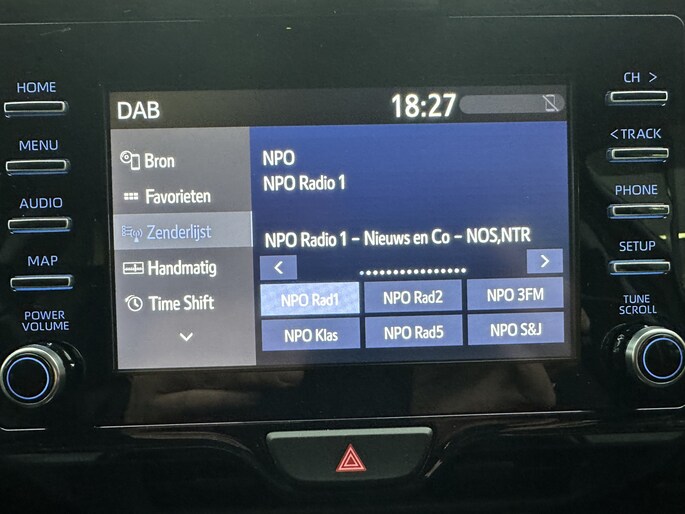 HOME
MENU
AUDIO
MAP
POWER
VOLUME
DAB
18:27
Bron
Favorieten
Zenderlijst
Handmatig
Time Shift
NPO
NPO Radio 1
NPO Radio 1 - Nieuws en Co - NOS,NTR
<
>
NPO Rad1
NPO Rad2
NPO 3FM
NPO Klas
NPO Rad5
NPO S&J
CH >
< TRACK
PHONE
SETUP
TUNE
SCROLL